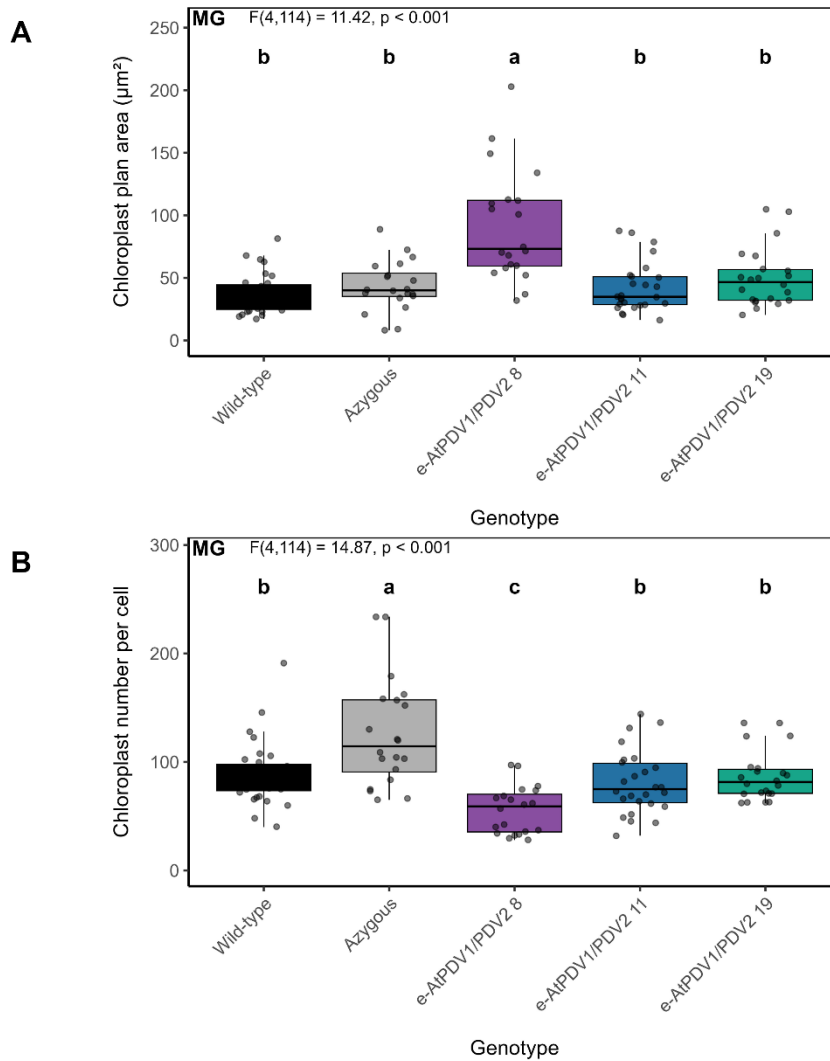 A
MG F(4,114) = 11.42, p < 0.001
b b a b b
Chloroplast plan area (µm²)
250
200
150
100
50
0
Wild-type
Azygous
e-AtPDV1/PDV2 8
e-AtPDV1/PDV2 11
e-AtPDV1/PDV2 19
Genotype
B
MG F(4,114) = 14.87, p < 0.001
b a c b b
Chloroplast number per cell
300
200
100
0
Wild-type
Azygous
e-AtPDV1/PDV2 8
e-AtPDV1/PDV2 11
e-AtPDV1/PDV2 19
Genotype